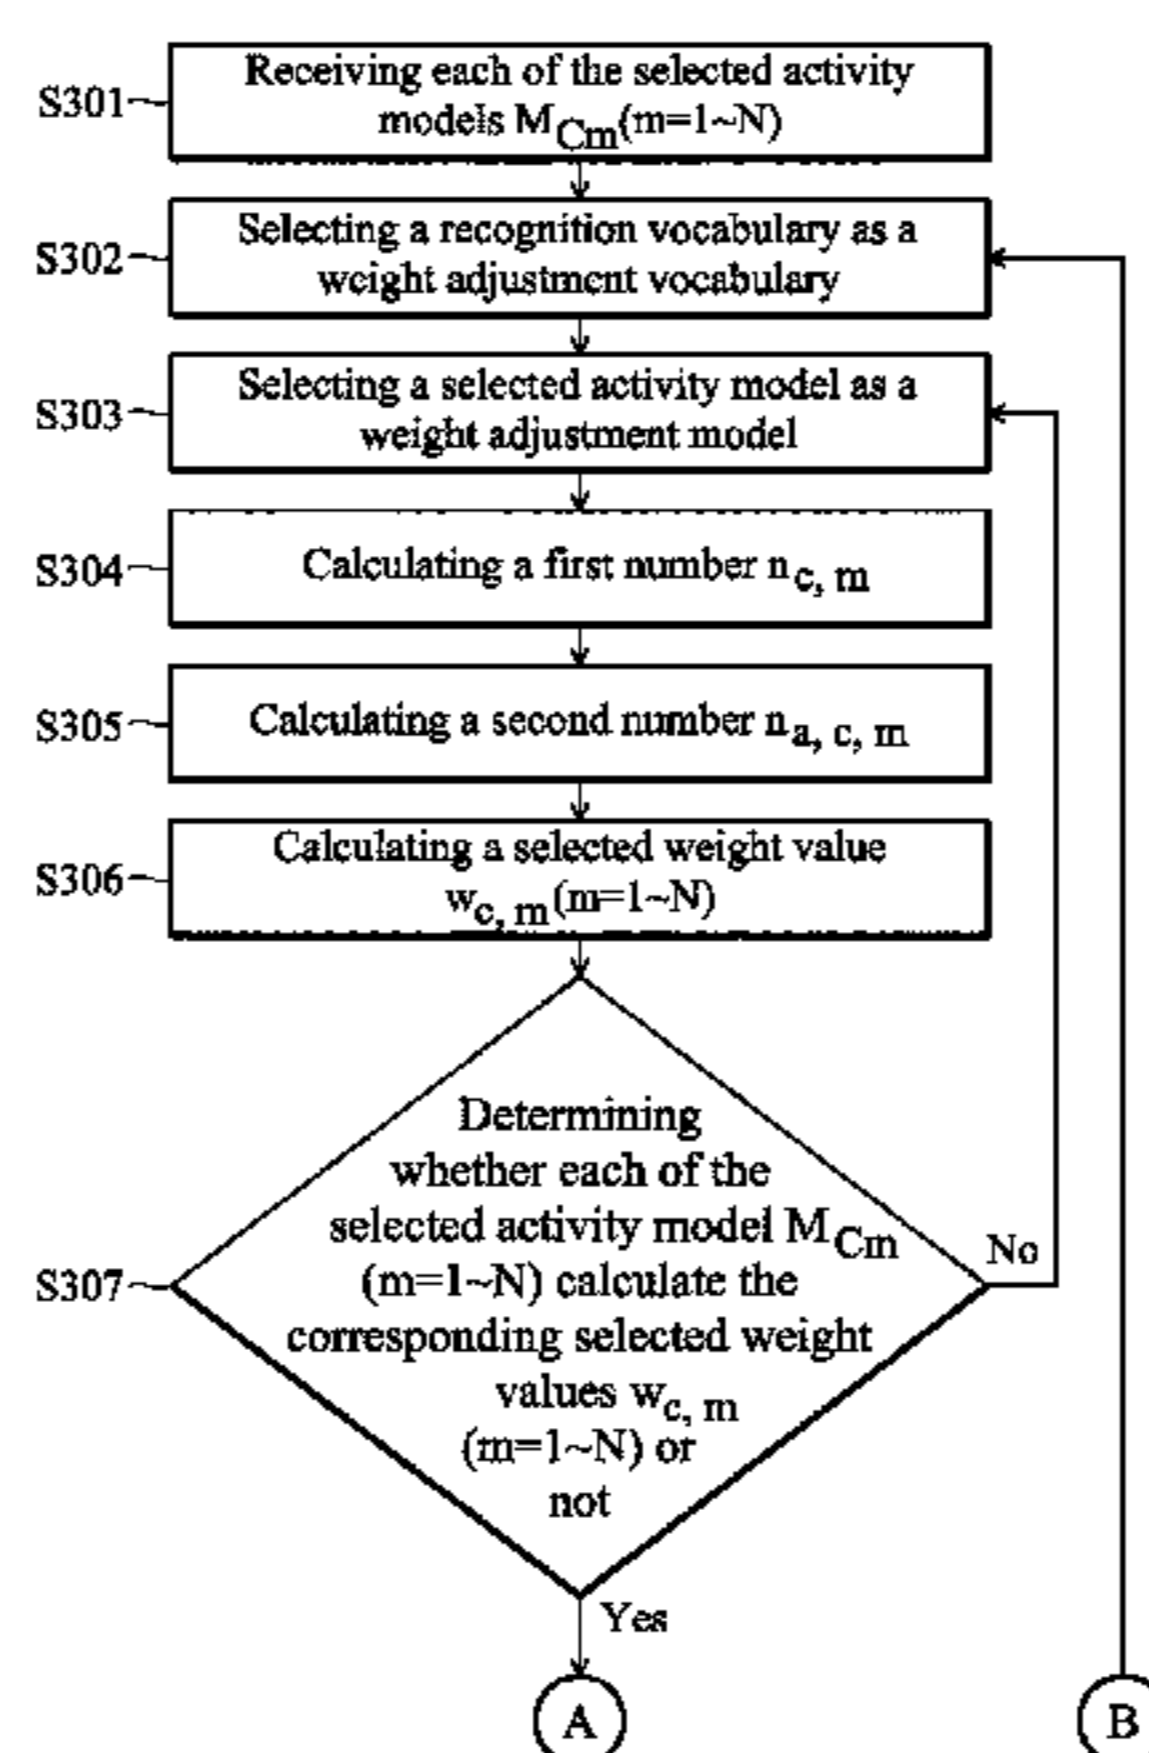 S301
Receiving each of the selected activity
models M_Cm(m=1~N)
S302
Selecting a recognition vocabulary as a
weight adjustment vocabulary
S303
Selecting a selected activity model as a
weight adjustment model
S304
Calculating a first number n_c, m
S305
Calculating a second number n_a, c, m
S306
Calculating a selected weight value
w_c, m(m=1~N)
S307
Determining
whether each of the
selected activity model M_Cm
(m=1~N) calculate the
corresponding selected weight
values w_c, m
(m=1~N) or
not
No
Yes
A
B